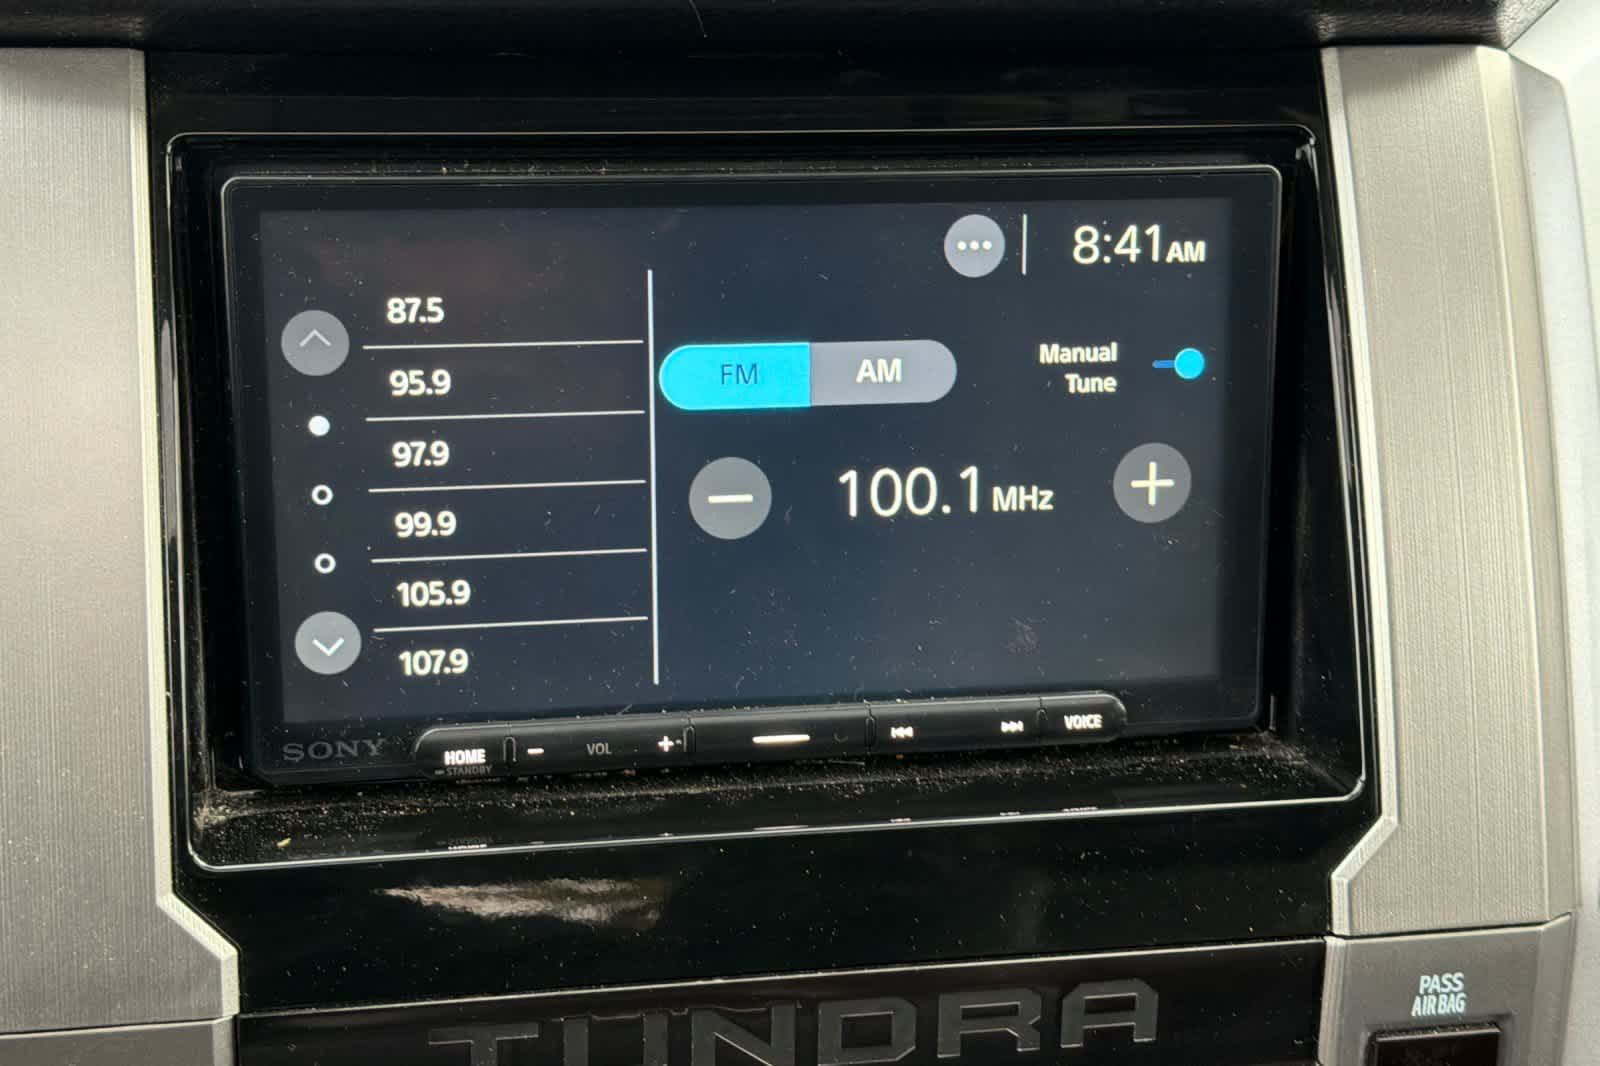 8:41AM
87.5
95.9
97.9
99.9
105.9
107.9
FM
AM
Manual
Tune
100.1 MHz
SONY
HOME
STANDBY
VOL
VOICE
TUNDRA
PASS
AIR BAG